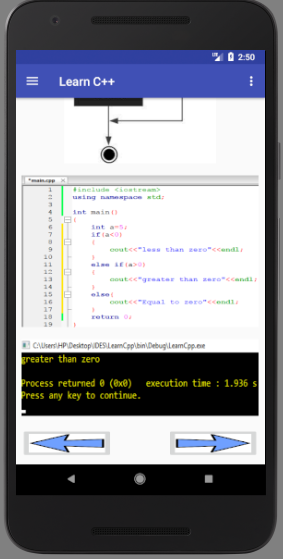 2:50
Learn C++
*main.cpp ×
1 #include <iostream>
2 using namespace std;
3
4 int main()
5 {
6 int a=5;
7 if(a<0)
8 {
9 cout<<"less than zero"<<endl;
10 }
11 else if(a>0)
12 {
13 cout<<"greater than zero"<<endl;
14 }
15 else{
16 cout<<"Equal to zero"<<endl;
17 }
18 return 0;
19 }
C:\Users\HP\Desktop\IDES\LearnCpp\bin\Debug\LearnCpp.exe
greater than zero
Process returned 0 (0x0) execution time : 1.936 s
Press any key to continue.